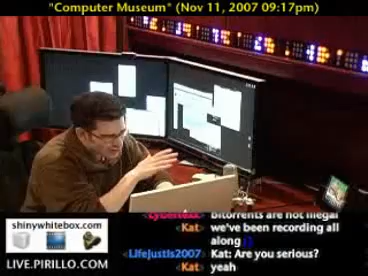 "Computer Museum" (Nov 11, 2007 09:17pm)
bitorrents are not illegal
<Kat> we've been recording all
along
<LifeJustIs2007> Kat: Are you serious?
<Kat> yeah
shinywhitebox.com
LIVE.PIRILLO.COM